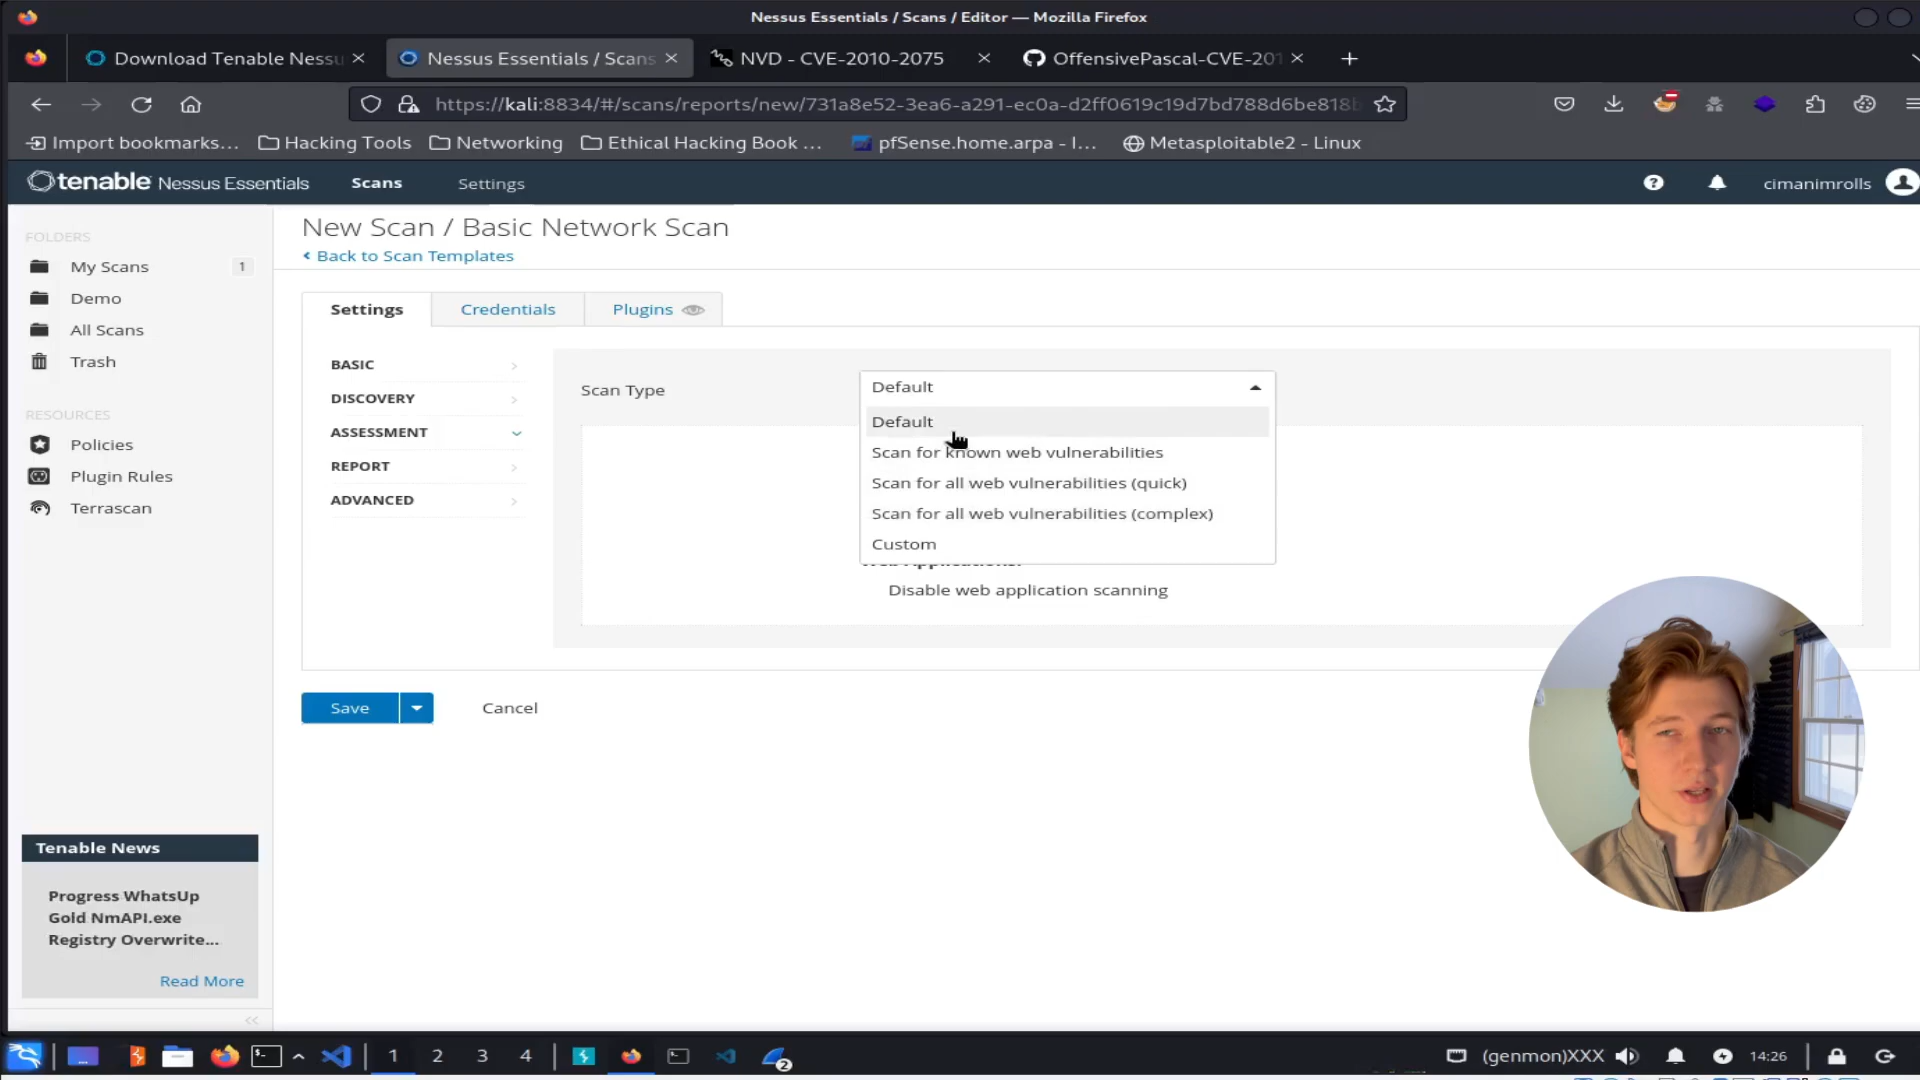 Nessus Essentials / Scans / Editor — Mozilla Firefox
Download Tenable Nessu
Nessus Essentials / Scans
NVD - CVE-2010-2075
OffensivePascal-CVE-201
https://kali:8834/#/scans/reports/new/731a8e52-3ea6-a291-ec0a-d2ff0619c19d7bd788d6be818b
Import bookmarks...
Hacking Tools
Networking
Ethical Hacking Book ...
pfSense.home.arpa - I...
Metasploitable2 - Linux
tenable Nessus Essentials
Scans
Settings
cimanimrolls
FOLDERS
My Scans
1
Demo
All Scans
Trash
RESOURCES
Policies
Plugin Rules
Terrascan
New Scan / Basic Network Scan
Back to Scan Templates
Settings
Credentials
Plugins
BASIC
DISCOVERY
ASSESSMENT
REPORT
ADVANCED
Scan Type
Default
Default
Scan for known web vulnerabilities
Scan for all web vulnerabilities (quick)
Scan for all web vulnerabilities (complex)
Custom
Disable web application scanning
Save
Cancel
Tenable News
Progress WhatsUp
Gold NmAPI.exe
Registry Overwrite...
Read More
1
2
3
4
2
(genmon)XXX
14:26